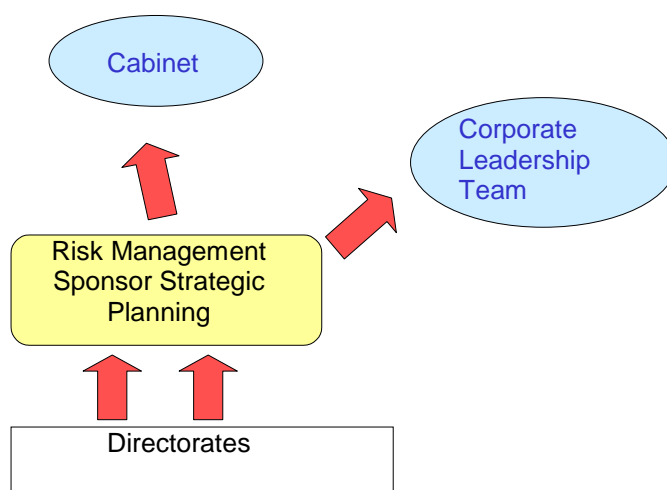 Cabinet
Corporate
Leadership
Team
Risk Management
Sponsor Strategic
Planning
Directorates